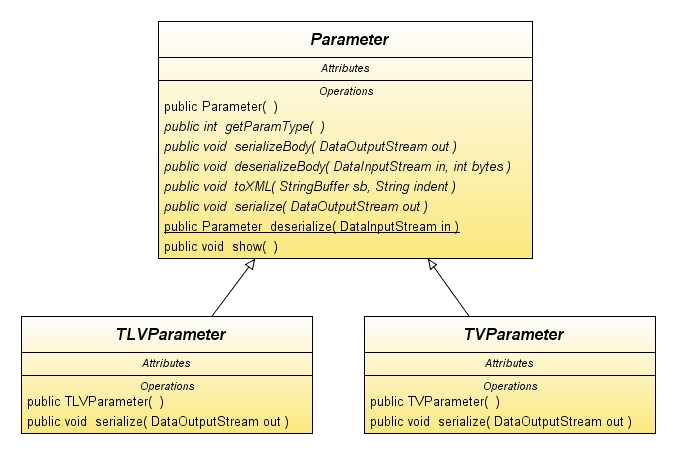 Parameter
Attributes
Operations
public Parameter( )
public int getParamType( )
public void serializeBody( DataOutputStream out )
public void deserializeBody( DataInputStream in, int bytes )
public void toXML( StringBuffer sb, String indent )
public void serialize( DataOutputStream out )
public Parameter deserialize( DataInputStream in )
public void show( )
TLVParameter
Attributes
Operations
public TLVParameter( )
public void serialize( DataOutputStream out )
TVParameter
Attributes
Operations
public TVParameter( )
public void serialize( DataOutputStream out )